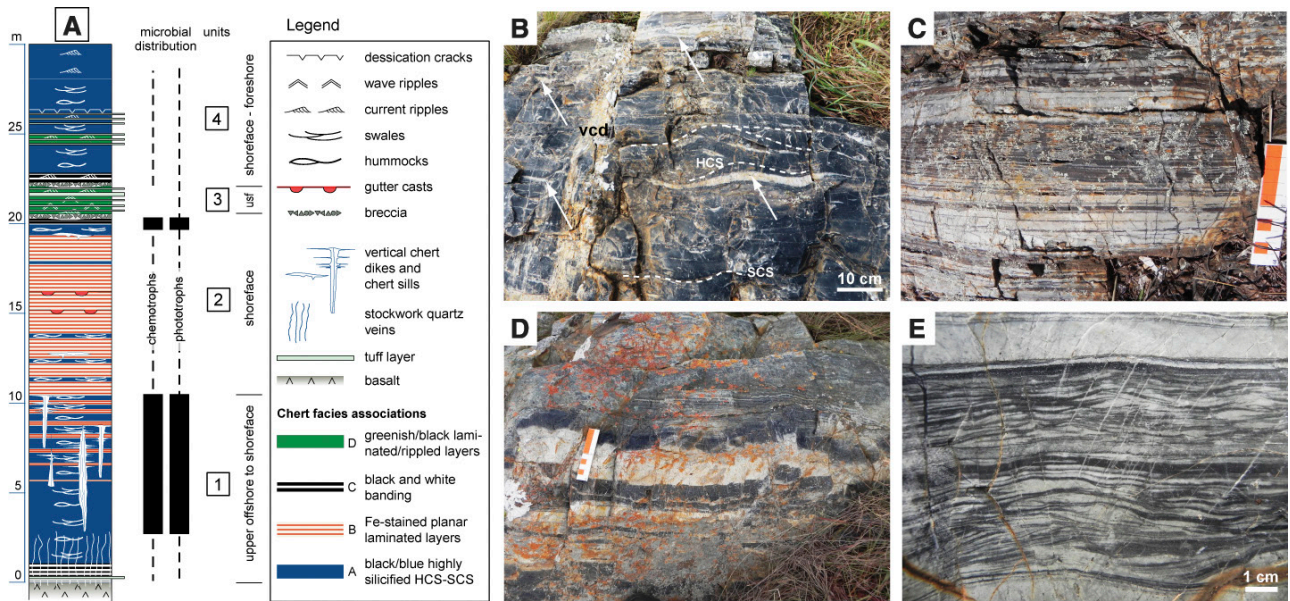 A
m
25
20
15
10
5
0
microbial
distribution
units
chemotrophs
phototrophs
4
3
2
1
shoreface - foreshore
usf
shoreface
upper offshore to shoreface
Legend
dessication cracks
wave ripples
current ripples
swales
hummocks
gutter casts
breccia
vertical chert
dikes and
chert sills
stockwork quartz
veins
tuff layer
basalt
Chert facies associations
D greenish/black lami-
nated/rippled layers
C black and white
banding
B Fe-stained planar
laminated layers
A black/blue highly
silicified HCS-SCS
B
vcd
HCS
SCS
10 cm
C
D
E
1 cm